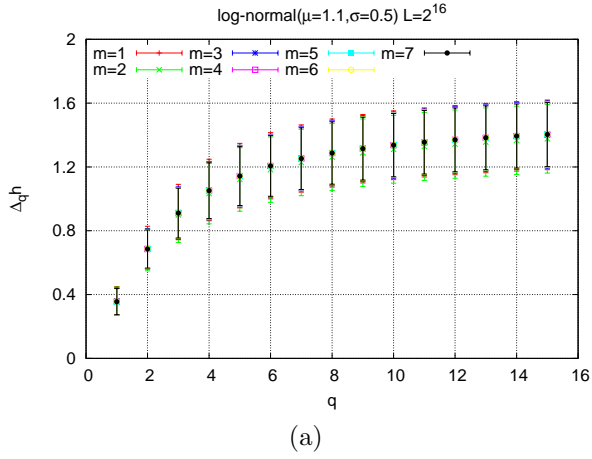 log-normal(μ=1.1,σ=0.5) L=2^16
m=1 m=3 m=5 m=7
m=2 m=4 m=6
2
1.6
1.2
0.8
0.4
0
Δqh
0 2 4 6 8 10 12 14 16
q
(a)